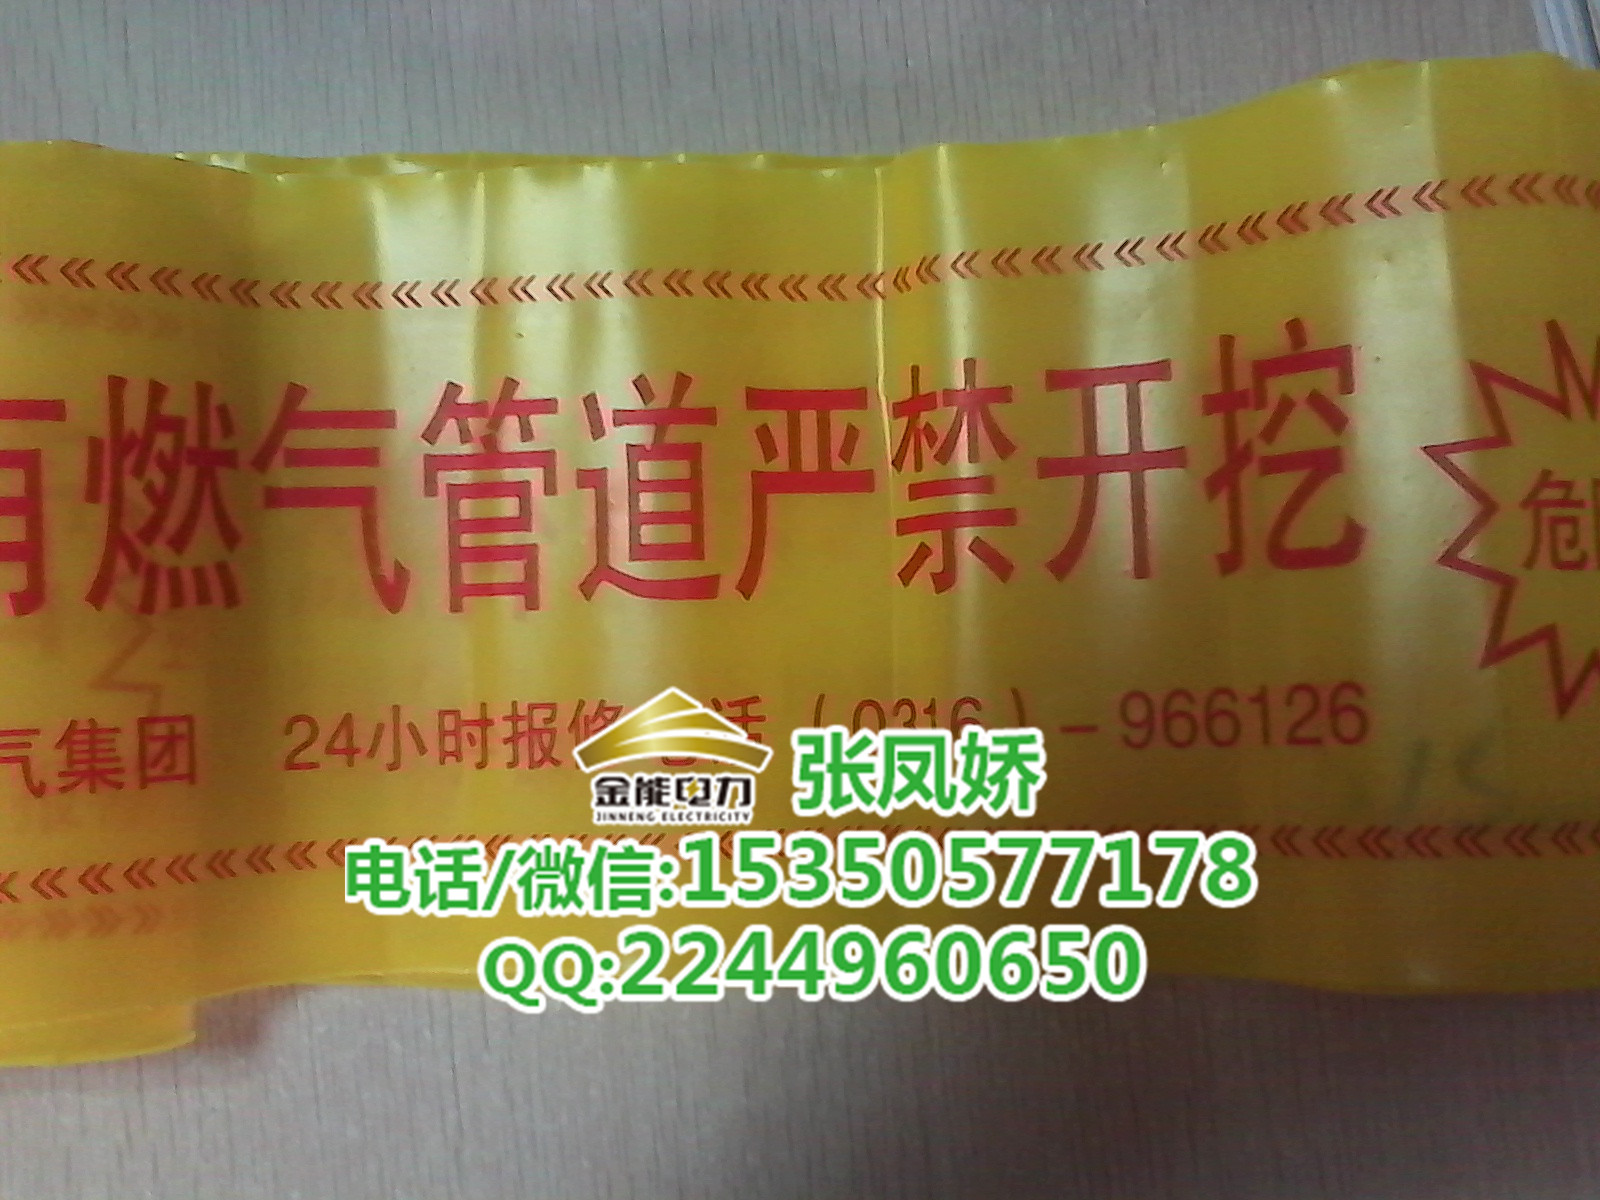 有燃气管道严禁开挖
危
气集团 24小时报修电话（0316）-966126
金能电力
JINNENG ELECTRICITY
张凤娇
电话/微信:15350577178
QQ:2244960650